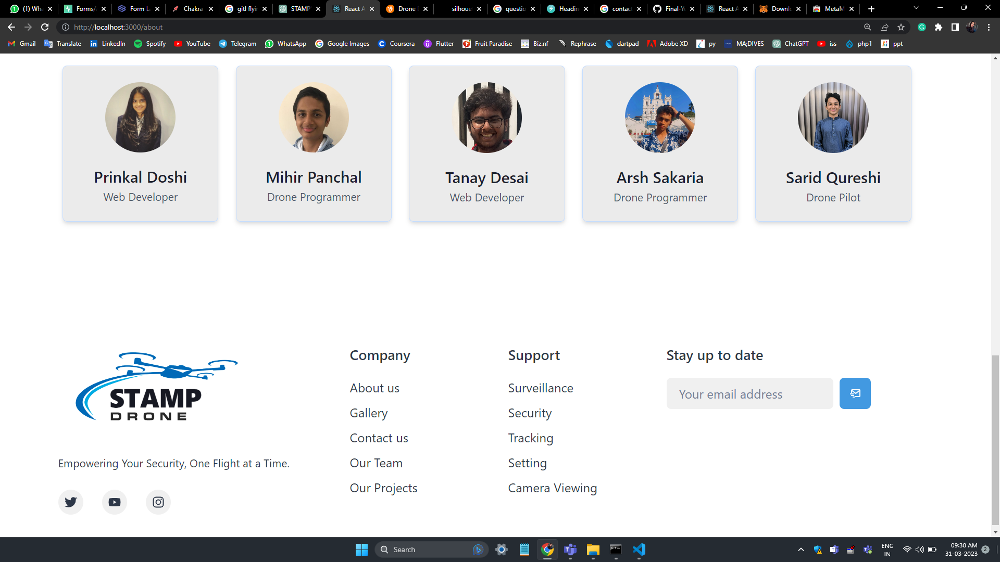 (1) Wha
Forms/
Form La
Chakra
gitl flyi
STAMP
React A
Drone
silhoue
questio
Headin
contac
Final-Y
React A
Downl
MetaM
http://localhost:3000/about
Gmail
Translate
LinkedIn
Spotify
YouTube
Telegram
WhatsApp
Google Images
Coursera
Flutter
Fruit Paradise
Biz.nf
Rephrase
dartpad
Adobe XD
py
MA;DIVES
ChatGPT
iss
php1
ppt
Prinkal Doshi
Web Developer
Mihir Panchal
Drone Programmer
Tanay Desai
Web Developer
Arsh Sakaria
Drone Programmer
Sarid Qureshi
Drone Pilot
STAMP
DRONE
Empowering Your Security, One Flight at a Time.
Company
About us
Gallery
Contact us
Our Team
Our Projects
Support
Surveillance
Security
Tracking
Setting
Camera Viewing
Stay up to date
Your email address
Search
ENG
IN
09:30 AM
31-03-2023
2